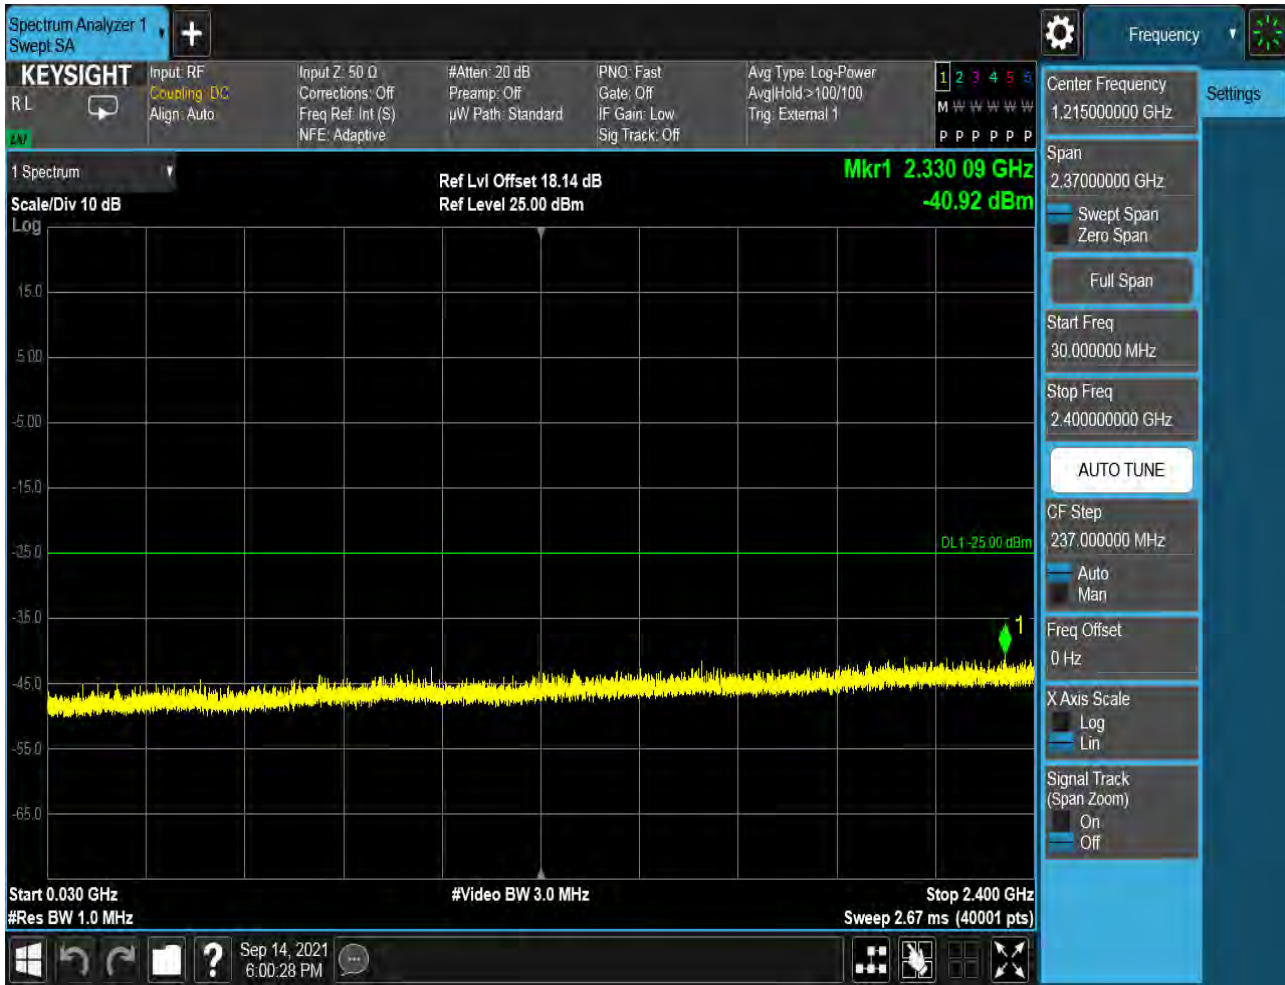 Spectrum Analyzer 1
Swept SA
Frequency
KEYSIGHT
R L
Input: RF
Coupling: DC
Align: Auto
Input Z: 50 Ω
Corrections: Off
Freq Ref: Int (S)
NFE: Adaptive
#Atten: 20 dB
Preamp: Off
µW Path: Standard
PNO: Fast
Gate: Off
IF Gain: Low
Sig Track: Off
Avg Type: Log-Power
Avg|Hold:>100/100
Trig: External 1
1 2 3 4 5 6
M W W W W W
P P P P P P
1 Spectrum
Scale/Div 10 dB
Ref Lvl Offset 18.14 dB
Ref Level 25.00 dBm
Mkr1 2.330 09 GHz
-40.92 dBm
Log
15.0
5.00
-5.00
-15.0
-25.0
DL1 -25.00 dBm
-35.0
1
-45.0
-55.0
-65.0
Start 0.030 GHz
#Video BW 3.0 MHz
Stop 2.400 GHz
#Res BW 1.0 MHz
Sweep 2.67 ms (40001 pts)
Sep 14, 2021
6:00:28 PM
Center Frequency
1.215000000 GHz
Settings
Span
2.37000000 GHz
Swept Span
Zero Span
Full Span
Start Freq
30.000000 MHz
Stop Freq
2.400000000 GHz
AUTO TUNE
CF Step
237.000000 MHz
Auto
Man
Freq Offset
0 Hz
X Axis Scale
Log
Lin
Signal Track
(Span Zoom)
On
Off